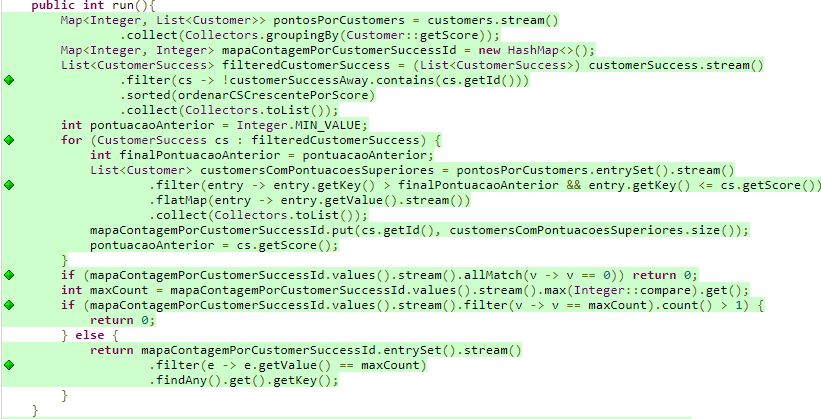 public int run(){
Map<Integer, List<Customer>> pontosPorCustomers = customers.stream()
.collect(Collectors.groupingBy(Customer::getScore));
Map<Integer, Integer> mapaContagemPorCustomerSuccessId = new HashMap<>();
List<CustomerSuccess> filteredCustomerSuccess = (List<CustomerSuccess>) customerSuccess.stream()
.filter(cs -> !customerSuccessAway.contains(cs.getId()))
.sorted(ordenarCSCrescentePorScore)
.collect(Collectors.toList());
int pontuacaoAnterior = Integer.MIN_VALUE;
for (CustomerSuccess cs : filteredCustomerSuccess) {
int finalPontuacaoAnterior = pontuacaoAnterior;
List<Customer> customersComPontuacoesSuperiores = pontosPorCustomers.entrySet().stream()
.filter(entry -> entry.getKey() > finalPontuacaoAnterior && entry.getKey() <= cs.getScore())
.flatMap(entry -> entry.getValue().stream())
.collect(Collectors.toList());
mapaContagemPorCustomerSuccessId.put(cs.getId(), customersComPontuacoesSuperiores.size());
pontuacaoAnterior = cs.getScore();
}
if (mapaContagemPorCustomerSuccessId.values().stream().allMatch(v -> v == 0)) return 0;
int maxCount = mapaContagemPorCustomerSuccessId.values().stream().max(Integer::compare).get();
if (mapaContagemPorCustomerSuccessId.values().stream().filter(v -> v == maxCount).count() > 1) {
return 0;
} else {
return mapaContagemPorCustomerSuccessId.entrySet().stream()
.filter(e -> e.getValue() == maxCount)
.findAny().get().getKey();
}
}